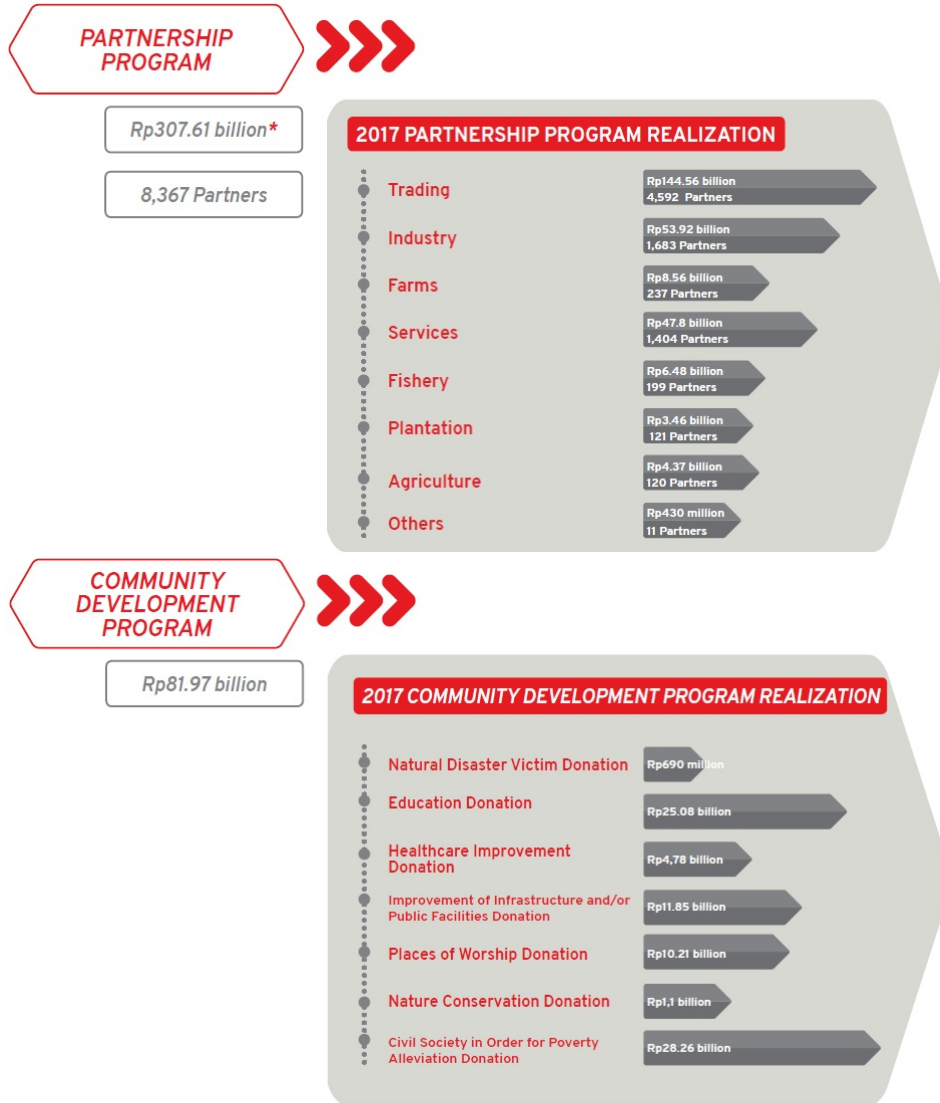 PARTNERSHIP
PROGRAM
Rp307.61 billion*
8,367 Partners
2017 PARTNERSHIP PROGRAM REALIZATION
Trading
Rp144.56 billion
4,592 Partners
Industry
Rp53.92 billion
1,683 Partners
Farms
Rp8.56 billion
237 Partners
Services
Rp47.8 billion
1,404 Partners
Fishery
Rp6.48 billion
199 Partners
Plantation
Rp3.46 billion
121 Partners
Agriculture
Rp4.37 billion
120 Partners
Others
Rp430 million
11 Partners
COMMUNITY
DEVELOPMENT
PROGRAM
Rp81.97 billion
2017 COMMUNITY DEVELOPMENT PROGRAM REALIZATION
Natural Disaster Victim Donation
Rp690 million
Education Donation
Rp25.08 billion
Healthcare Improvement
Donation
Rp4,78 billion
Improvement of Infrastructure and/or
Public Facilities Donation
Rp11.85 billion
Places of Worship Donation
Rp10.21 billion
Nature Conservation Donation
Rp1,1 billion
Civil Society in Order for Poverty
Alleviation Donation
Rp28.26 billion